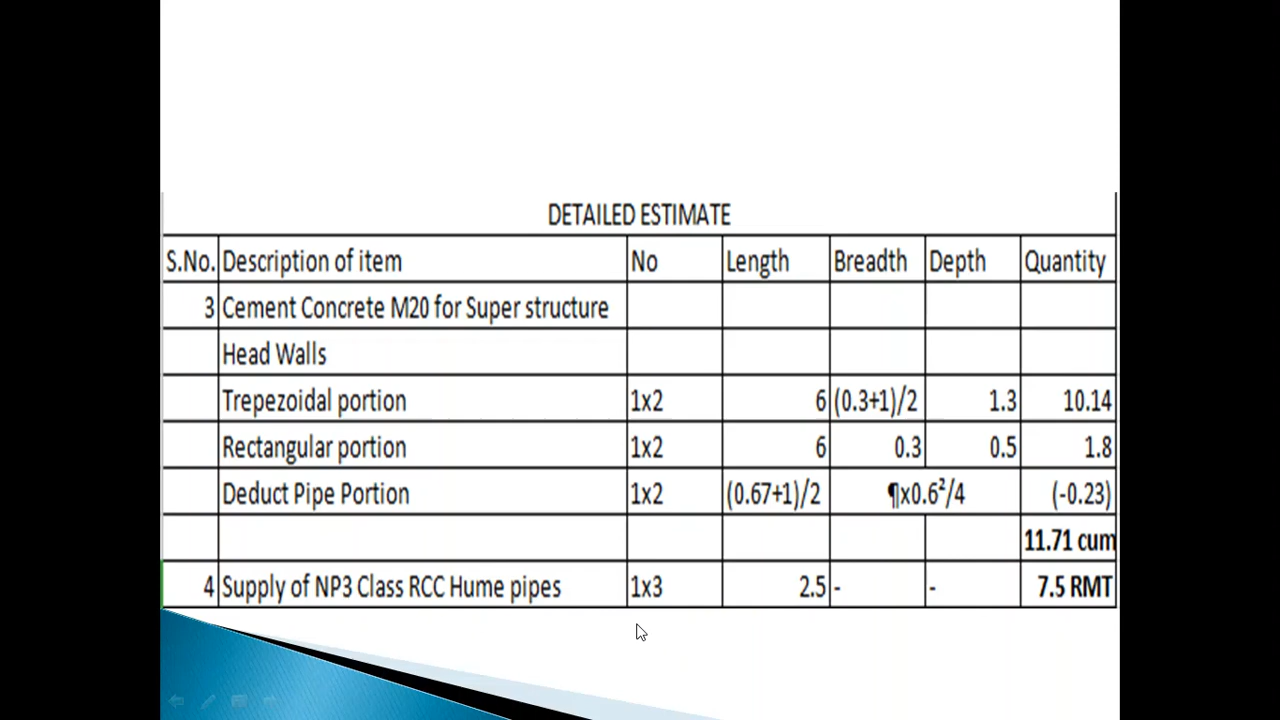 DETAILED ESTIMATE
S.No. Description of item No Length Breadth Depth Quantity
3 Cement Concrete M20 for Super structure
Head Walls
Trepezoidal portion 1x2 6 (0.3+1)/2 1.3 10.14
Rectangular portion 1x2 6 0.3 0.5 1.8
Deduct Pipe Portion 1x2 (0.67+1)/2 ¶x0.6²/4 (-0.23)
11.71 cum
4 Supply of NP3 Class RCC Hume pipes 1x3 2.5 - - 7.5 RMT